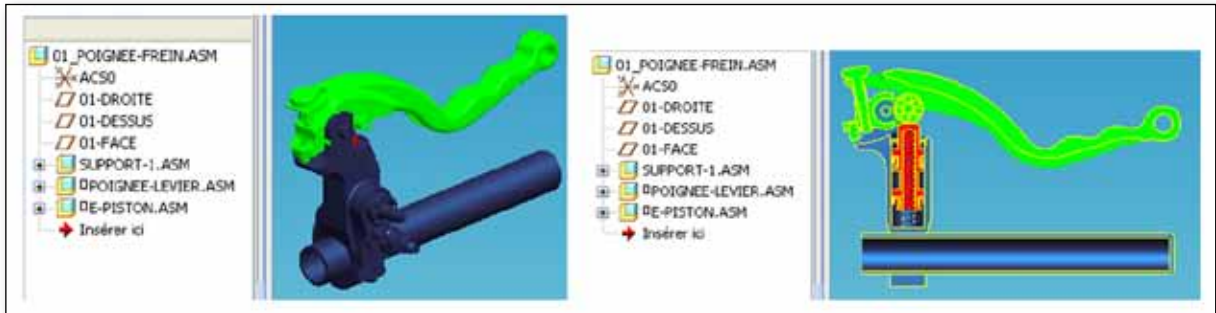 01_POIGNEE-FREIN.ASM
ACS0
01-DROITE
01-DESSUS
01-FACE
SUPPORT-1.ASM
POIGNEE-LEVIER.ASM
E-PISTON.ASM
Insérer ici
01_POIGNEE-FREIN.ASM
ACS0
01-DROITE
01-DESSUS
01-FACE
SUPPORT-1.ASM
POIGNEE-LEVIER.ASM
E-PISTON.ASM
Insérer ici